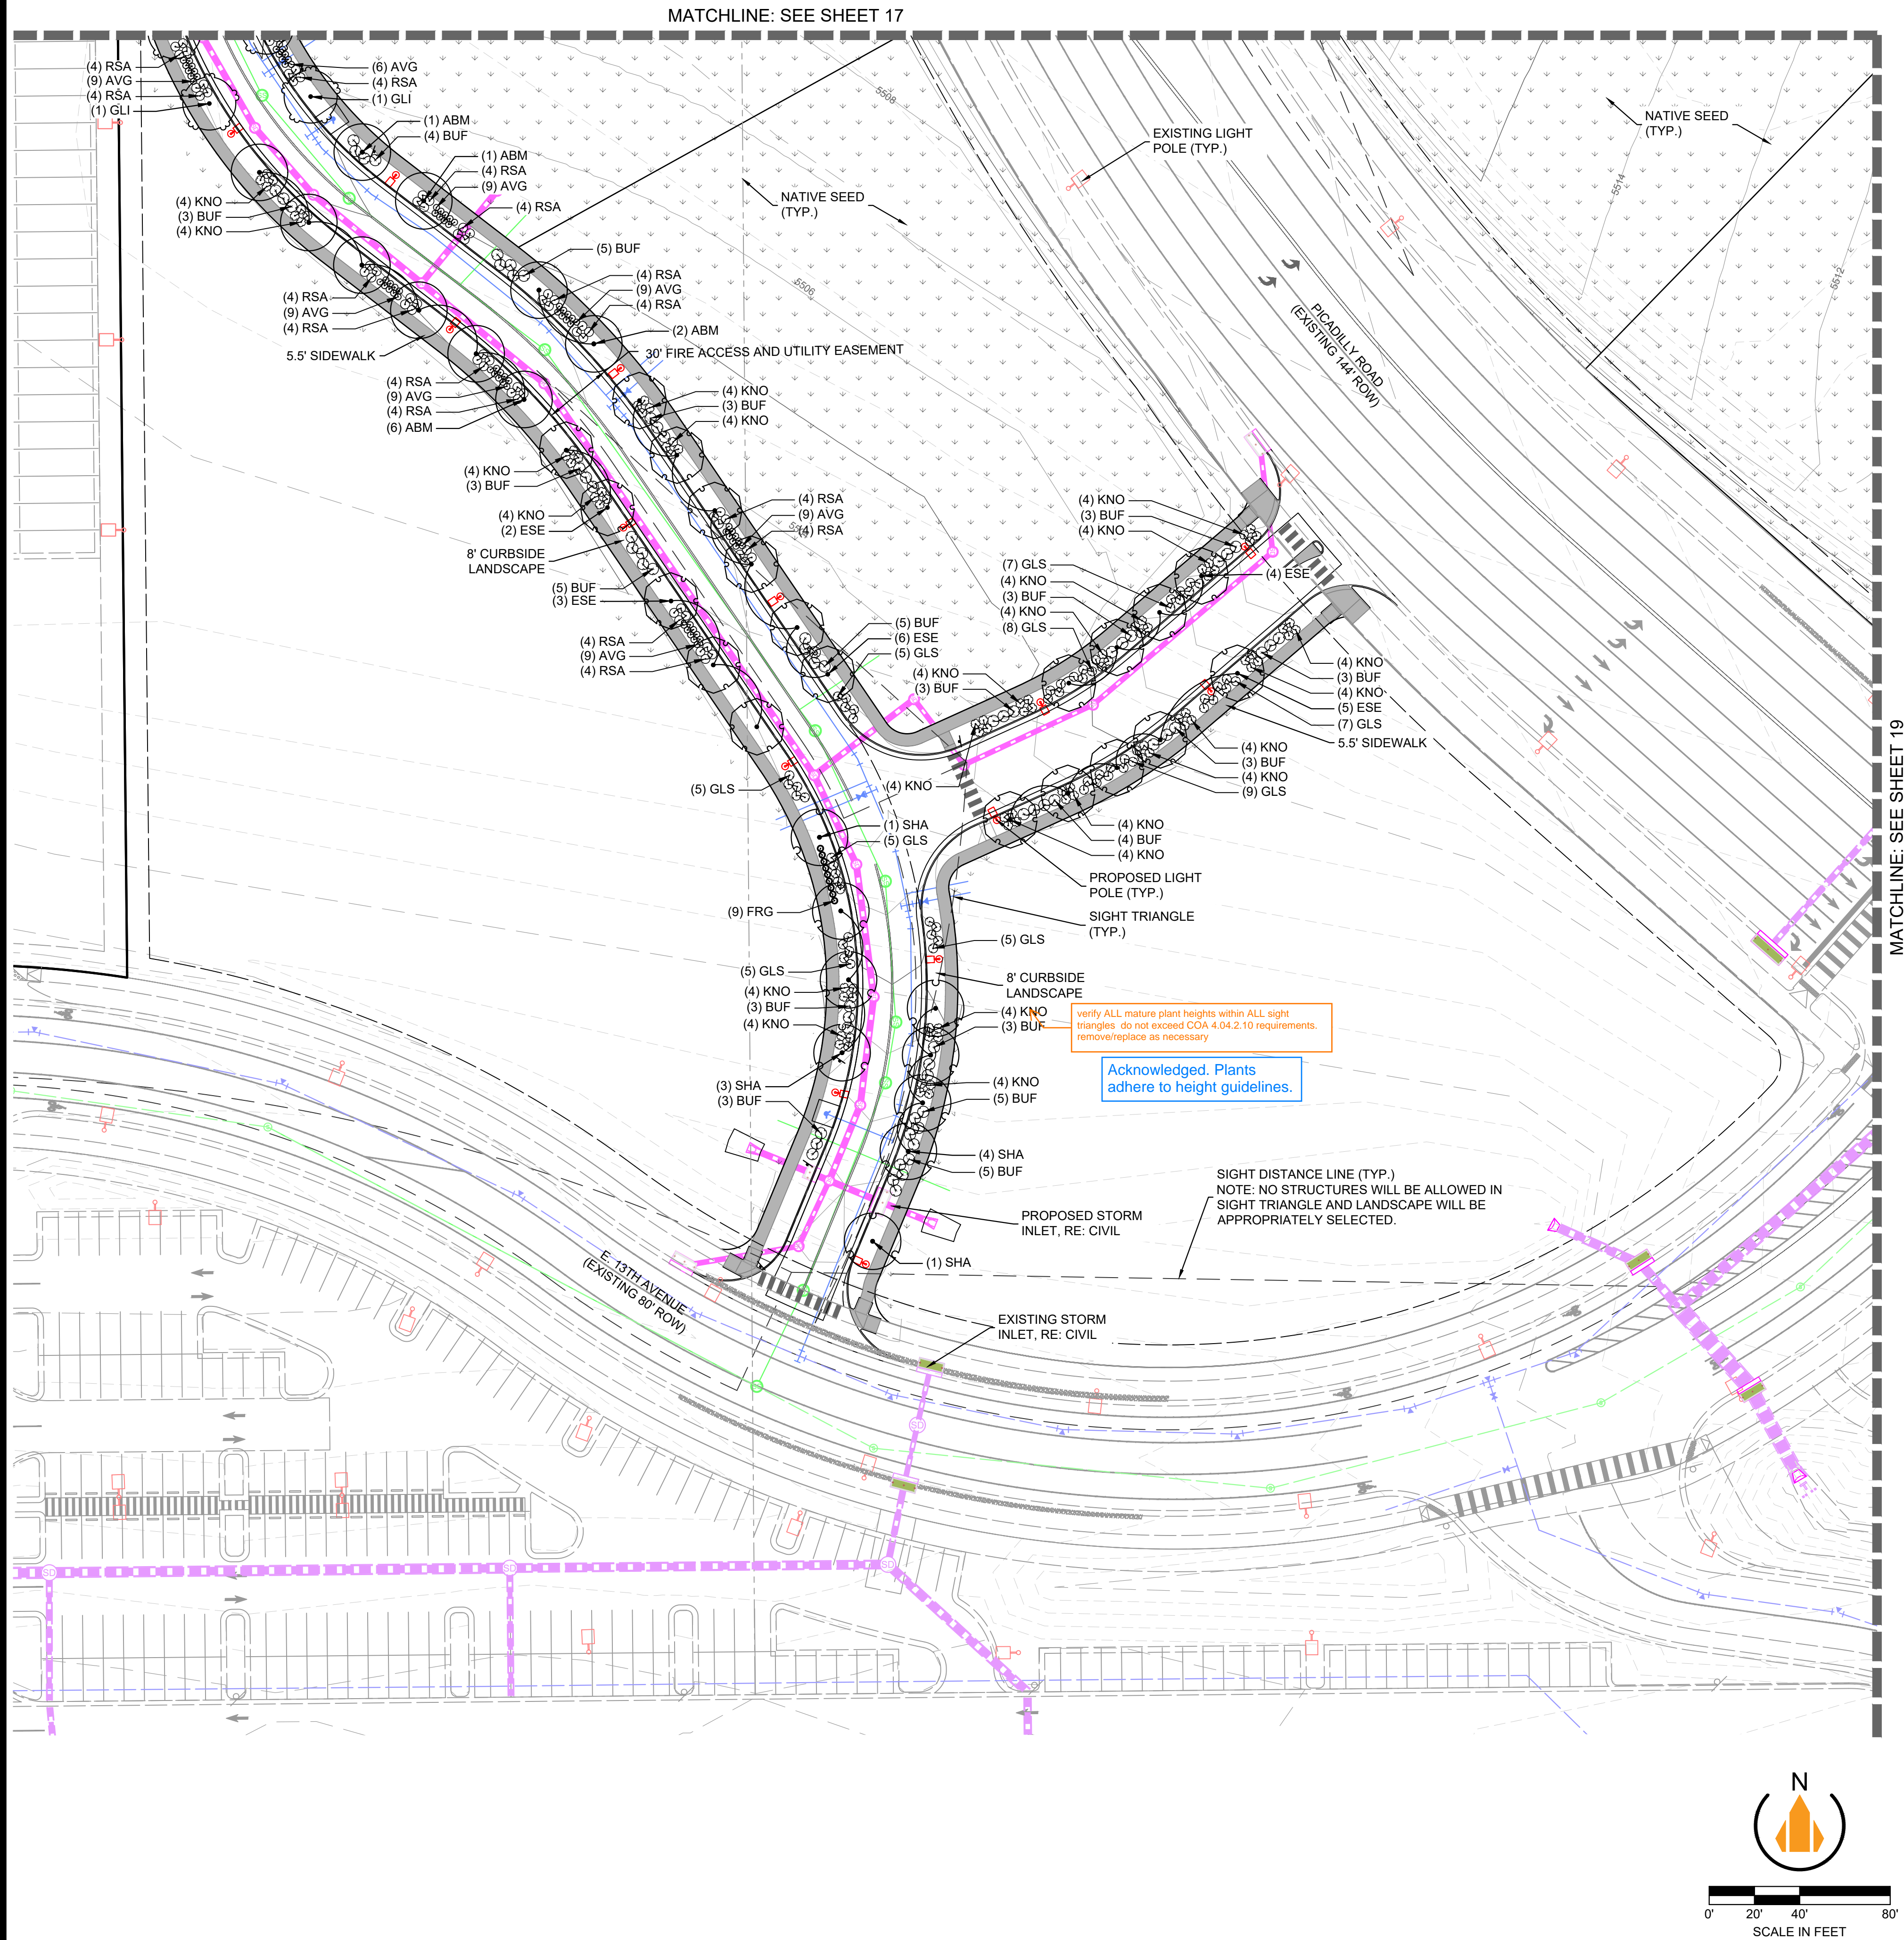 MATCHLINE: SEE SHEET 17
(4) RSA
(9) AVG
(4) RSA
(1) GLI
(6) AVG
(4) RSA
(1) GLI
(1) ABM
(4) BUF
(1) ABM
(4) RSA
(9) AVG
(4) RSA
(4) KNO
(3) BUF
(4) KNO
(5) BUF
(4) RSA
(9) AVG
(4) RSA
(2) ABM
30' FIRE ACCESS AND UTILITY EASEMENT
(4) RSA
(9) AVG
(4) RSA
5.5' SIDEWALK
(4) RSA
(9) AVG
(4) RSA
(6) ABM
(4) KNO
(3) BUF
(4) KNO
(4) KNO
(3) BUF
(4) KNO
(2) ESE
8' CURBSIDE
LANDSCAPE
(5) BUF
(3) ESE
(4) RSA
(9) AVG
(4) RSA
(4) RSA
(9) AVG
(4) RSA
(5) BUF
(6) ESE
(5) GLS
NATIVE SEED
(TYP.)
EXISTING LIGHT
POLE (TYP.)
NATIVE SEED
(TYP.)
5508
5506
5514
5512
PICADILLY ROAD
(EXISTING 144' ROW)
(4) KNO
(3) BUF
(4) KNO
(7) GLS
(4) KNO
(3) BUF
(4) KNO
(8) GLS
(4) ESE
(4) KNO
(3) BUF
(4) KNO
(4) KNO
(3) BUF
(4) KNO
(5) ESE
(7) GLS
5.5' SIDEWALK
(4) KNO
(3) BUF
(4) KNO
(9) GLS
(4) KNO
(4) BUF
(4) KNO
PROPOSED LIGHT
POLE (TYP.)
SIGHT TRIANGLE
(TYP.)
(5) GLS
(1) SHA
(5) GLS
(9) FRG
(5) GLS
(4) KNO
(3) BUF
(4) KNO
(3) SHA
(3) BUF
(5) GLS
8' CURBSIDE
LANDSCAPE
(4) KNO
(3) BUF
verify ALL mature plant heights within ALL sight
triangles do not exceed COA 4.04.2.10 requirements.
remove/replace as necessary
Acknowledged. Plants
adhere to height guidelines.
(4) KNO
(5) BUF
(4) SHA
(5) BUF
PROPOSED STORM
INLET, RE: CIVIL
(1) SHA
SIGHT DISTANCE LINE (TYP.)
NOTE: NO STRUCTURES WILL BE ALLOWED IN
SIGHT TRIANGLE AND LANDSCAPE WILL BE
APPROPRIATELY SELECTED.
E. 13TH AVENUE
(EXISTING 80' ROW)
EXISTING STORM
INLET, RE: CIVIL
SD
SD
SD
SD
MATCHLINE: SEE SHEET 19
N
0' 20' 40' 80'
SCALE IN FEET